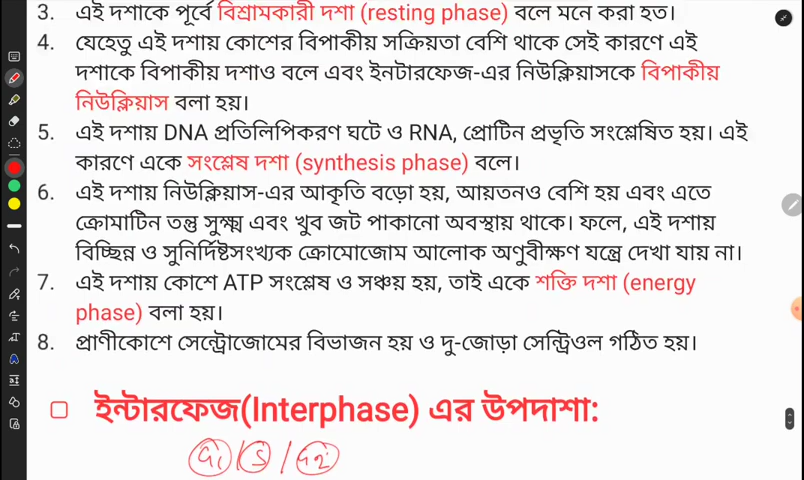 3. এই দশাকে পূর্বে বিশ্রামকারী দশা (resting phase) বলে মনে করা হত।
4. যেহেতু এই দশায় কোশের বিপাকীয় সক্রিয়তা বেশি থাকে সেই কারণে এই
দশাকে বিপাকীয় দশাও বলে এবং ইনটারফেজ-এর নিউক্লিয়াসকে বিপাকীয়
নিউক্লিয়াস বলা হয়।
5. এই দশায় DNA প্রতিলিপিকরণ ঘটে ও RNA, প্রোটিন প্রভৃতি সংশ্লেষিত হয়। এই
কারণে একে সংশ্লেষ দশা (synthesis phase) বলে।
6. এই দশায় নিউক্লিয়াস-এর আকৃতি বড়ো হয়, আয়তনও বেশি হয় এবং এতে
ক্রোমাটিন তন্তু সুক্ষ্ম এবং খুব জট পাকানো অবস্থায় থাকে। ফলে, এই দশায়
বিচ্ছিন্ন ও সুনির্দিষ্টসংখ্যক ক্রোমোজোম আলোক অণুবীক্ষণ যন্ত্রে দেখা যায় না।
7. এই দশায় কোশে ATP সংশ্লেষ ও সঞ্চয় হয়, তাই একে শক্তি দশা (energy
phase) বলা হয়।
8. প্রাণীকোশে সেন্ট্রোজোমের বিভাজন হয় ও দু-জোড়া সেন্ট্রিওল গঠিত হয়।
ইন্টারফেজ(Interphase) এর উপদাশা:
G1 / S / G2